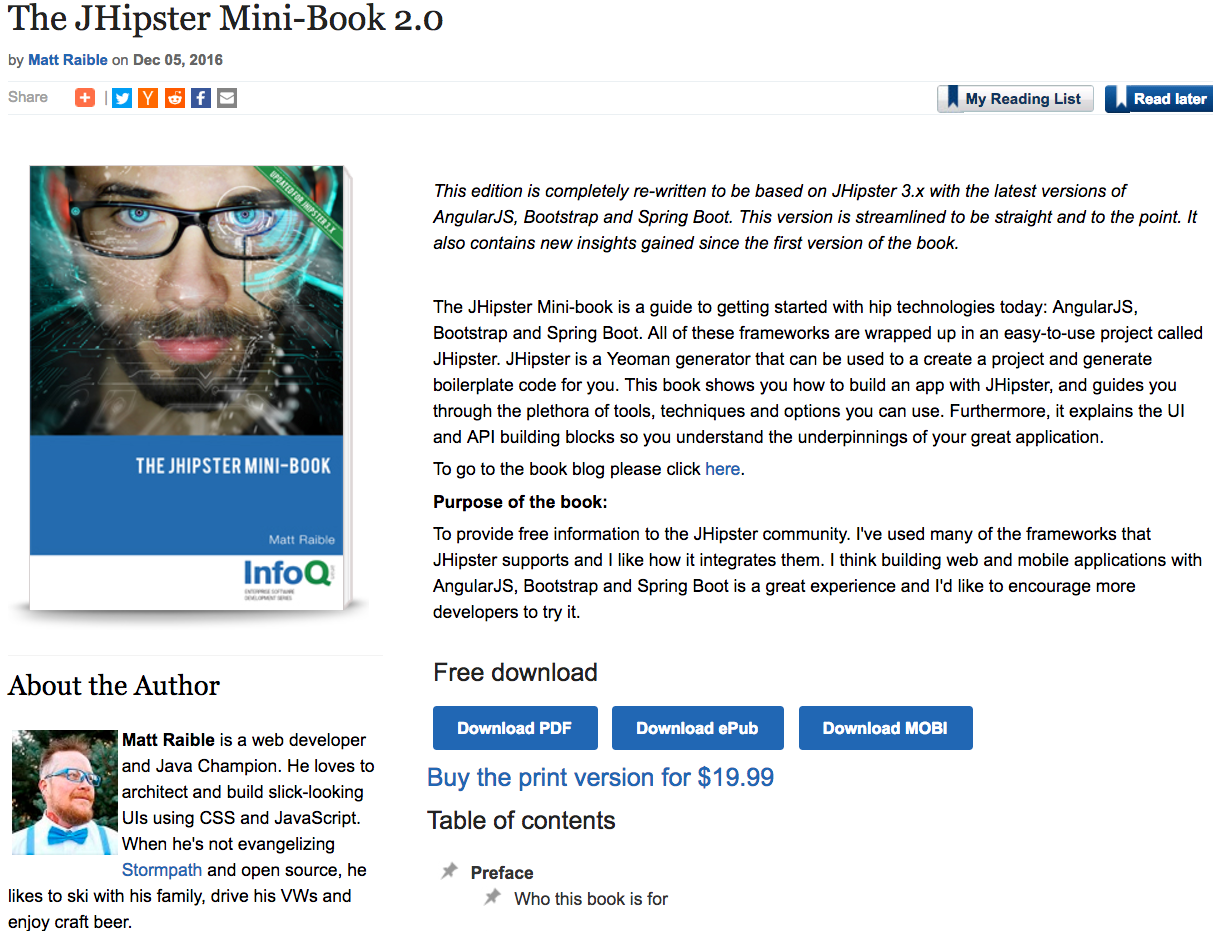 The JHipster Mini-Book 2.0
by Matt Raible on Dec 05, 2016
Share
|
Y
f
My Reading List
Read later
UPDATED FOR JHIPSTER 3.X
THE JHIPSTER MINI-BOOK
Matt Raible
InfoQ
ENTERPRISE SOFTWARE
DEVELOPMENT SERIES
This edition is completely re-written to be based on JHipster 3.x with the latest versions of
AngularJS, Bootstrap and Spring Boot. This version is streamlined to be straight and to the point. It
also contains new insights gained since the first version of the book.
The JHipster Mini-book is a guide to getting started with hip technologies today: AngularJS,
Bootstrap and Spring Boot. All of these frameworks are wrapped up in an easy-to-use project called
JHipster. JHipster is a Yeoman generator that can be used to a create a project and generate
boilerplate code for you. This book shows you how to build an app with JHipster, and guides you
through the plethora of tools, techniques and options you can use. Furthermore, it explains the UI
and API building blocks so you understand the underpinnings of your great application.
To go to the book blog please click here.
Purpose of the book:
To provide free information to the JHipster community. I've used many of the frameworks that
JHipster supports and I like how it integrates them. I think building web and mobile applications with
AngularJS, Bootstrap and Spring Boot is a great experience and I'd like to encourage more
developers to try it.
Free download
Download PDF
Download ePub
Download MOBI
Buy the print version for $19.99
Table of contents
Preface
Who this book is for
About the Author
Matt Raible is a web developer
and Java Champion. He loves to
architect and build slick-looking
UIs using CSS and JavaScript.
When he's not evangelizing
Stormpath and open source, he
likes to ski with his family, drive his VWs and
enjoy craft beer.